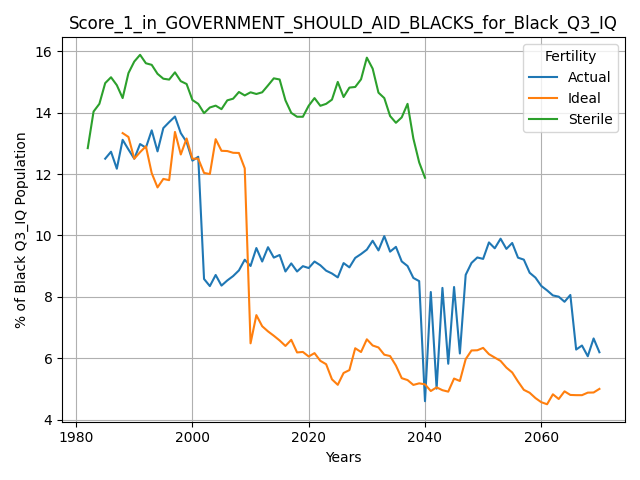 Score_1_in_GOVERNMENT_SHOULD_AID_BLACKS_for_Black_Q3_IQ
Fertility
Actual
Ideal
Sterile
% of Black Q3_IQ Population
16
14
12
10
8
6
4
1980
2000
2020
2040
2060
Years